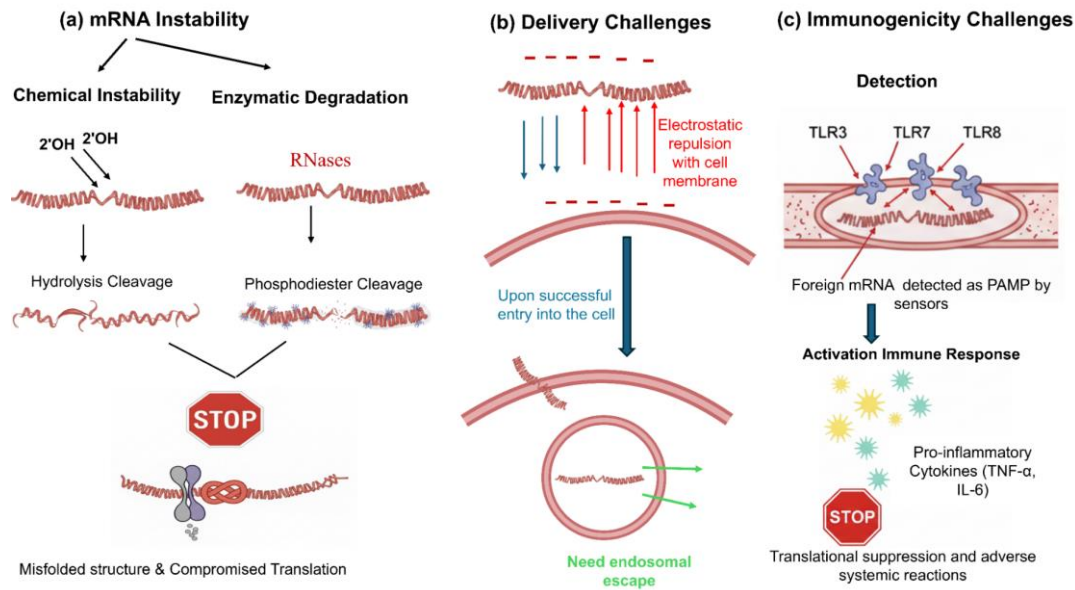 (a) mRNA Instability
Chemical Instability
Enzymatic Degradation
2'OH
2'OH
RNases
Hydrolysis Cleavage
Phosphodiester Cleavage
STOP
Misfolded structure & Compromised Translation
(b) Delivery Challenges
Electrostatic
repulsion
with cell
membrane
Upon successful
entry into the cell
Need endosomal
escape
(c) Immunogenicity Challenges
Detection
TLR3
TLR7
TLR8
Foreign mRNA detected as PAMP by
sensors
Activation Immune Response
Pro-inflammatory
Cytokines (TNF-α,
IL-6)
STOP
Translational suppression and adverse
systemic reactions